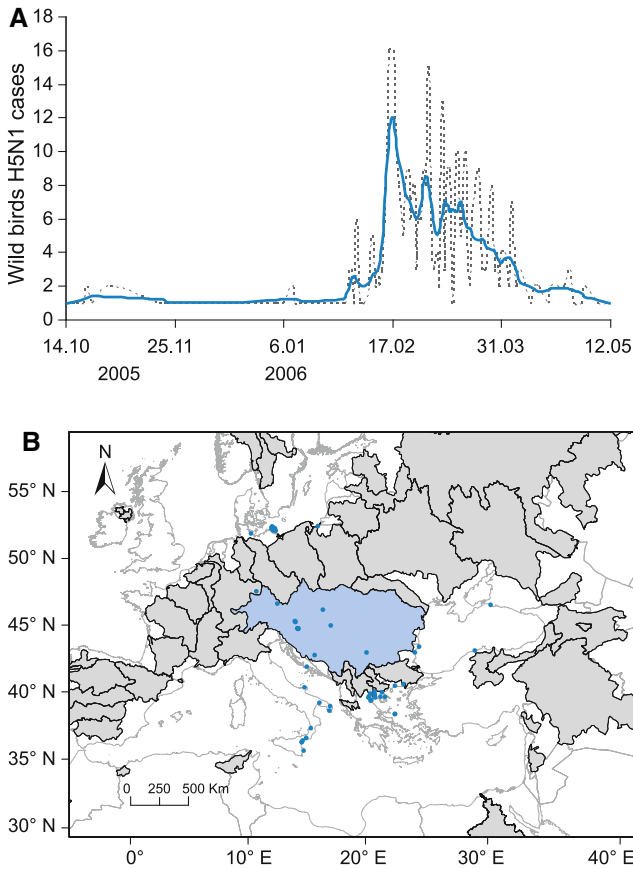 A
Wild birds H5N1 cases
18
16
14
12
10
8
6
4
2
0
14.10
25.11
6.01
17.02
31.03
12.05
2005
2006
B
N
55° N
50° N
45° N
40° N
35° N
30° N
0 250 500 Km
0°
10° E
20° E
30° E
40° E